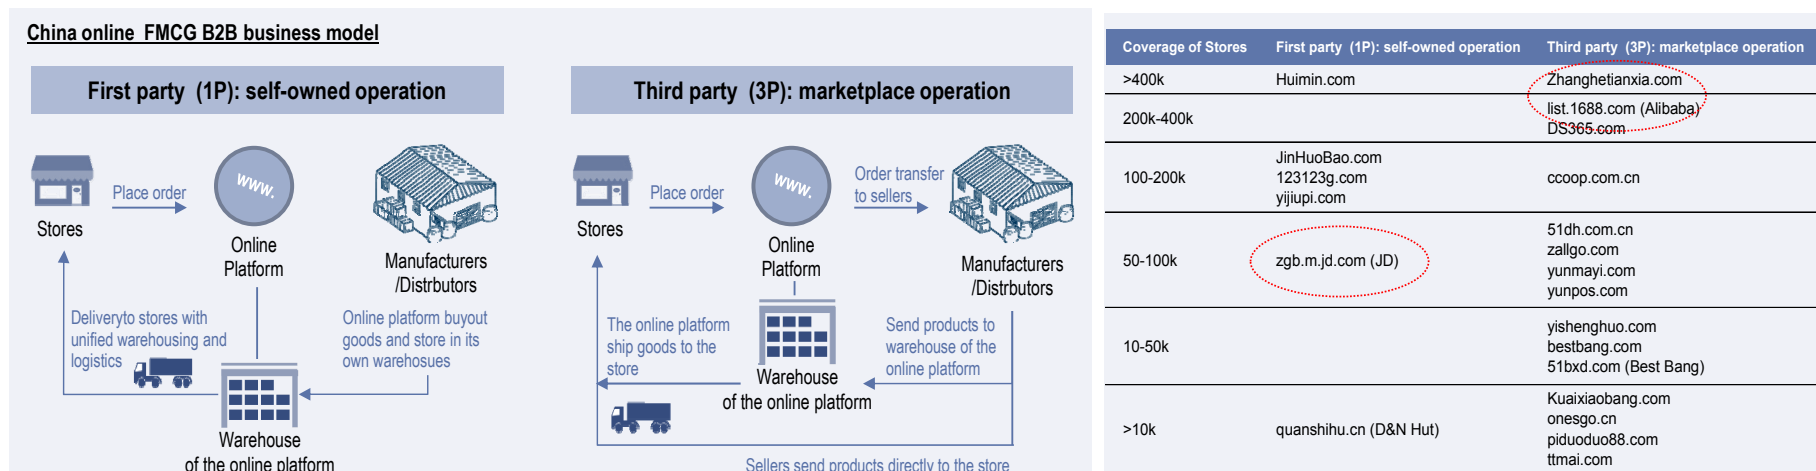 China online FMCG B2B business model
First party (1P): self-owned operation
www.
Place order
Stores
Online
Platform
Manufacturers
/Distrbutors
Deliveryto stores with
unified warehousing and
logistics
Online platform buyout
goods and store in its
own warehosues
Warehouse
of the online platform
Third party (3P): marketplace operation
www.
Place order
Order transfer
to sellers
Stores
Online
Platform
Manufacturers
/Distrbutors
The online platform
ship goods to the
store
Send products to
warehouse of the
online platform
Warehouse
of the online platform
Sellers send products directly to the store
Coverage of Stores First party (1P): self-owned operation Third party (3P): marketplace operation
>400k Huimin.com Zhanghetianxia.com
200k-400k
list.1688.com (Alibaba)
DS365.com
100-200k
JinHuoBao.com
123123g.com
yijiupi.com
ccoop.com.cn
50-100k
zgb.m.jd.com (JD)
51dh.com.cn
zallgo.com
yunmayi.com
yunpos.com
10-50k
yishenghuo.com
bestbang.com
51bxd.com (Best Bang)
>10k
quanshihu.cn (D&N Hut)
Kuaixiaobang.com
onesgo.cn
piduoduo88.com
ttmai.com